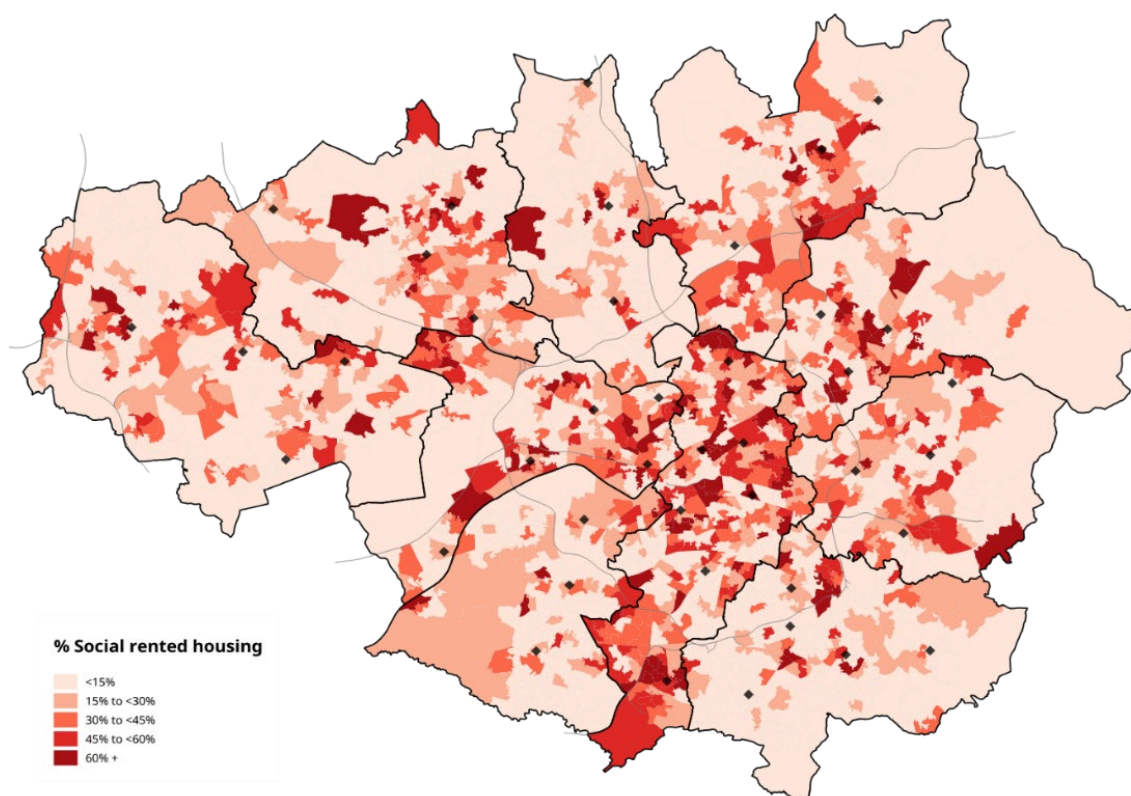 % Social rented housing
<15%
15% to <30%
30% to <45%
45% to <60%
60% +